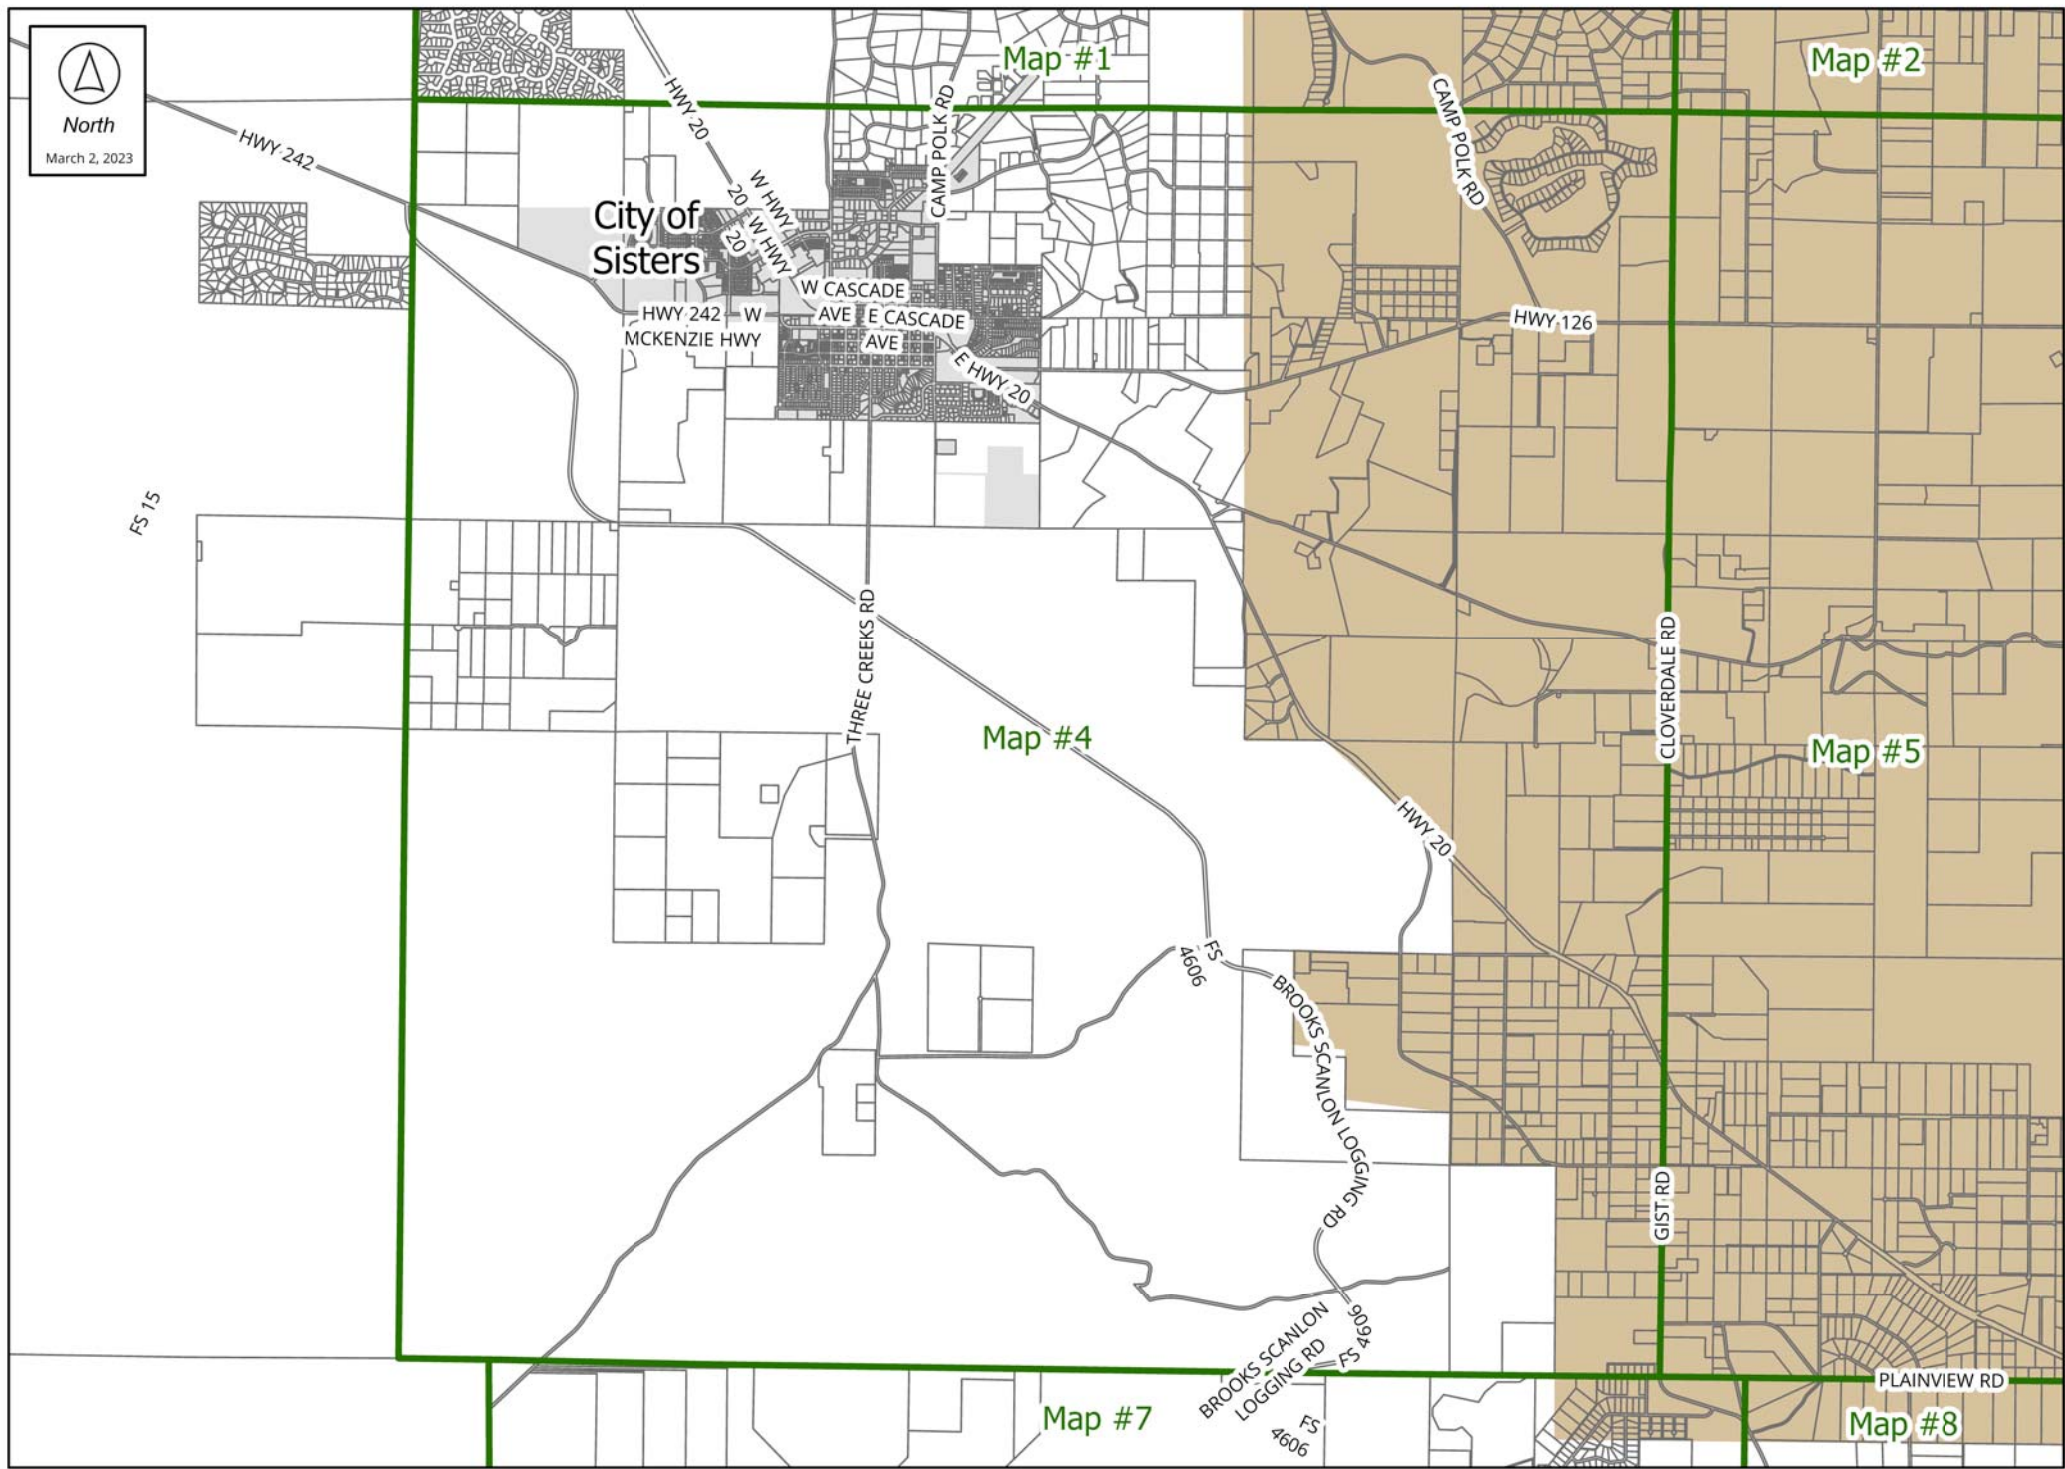 Map #1
Map #2
North
March 2, 2023
HWY 242
HWY 20
CAMP POLK RD
CAMP POLK RD
City of
Sisters
W HWY
20
W HWY
20
W CASCADE
AVE
E CASCADE
AVE
HWY 242
W
MCKENZIE HWY
E HWY 20
HWY 126
FS 15
THREE CREEKS RD
CLOVERDALE RD
Map #4
Map #5
HWY 20
FS
4606
BROOKS SCANLON LOGGING RD
GIST RD
FS 4606
BROOKS SCANLON
LOGGING RD
PLAINVIEW RD
Map #7
FS
4606
Map #8